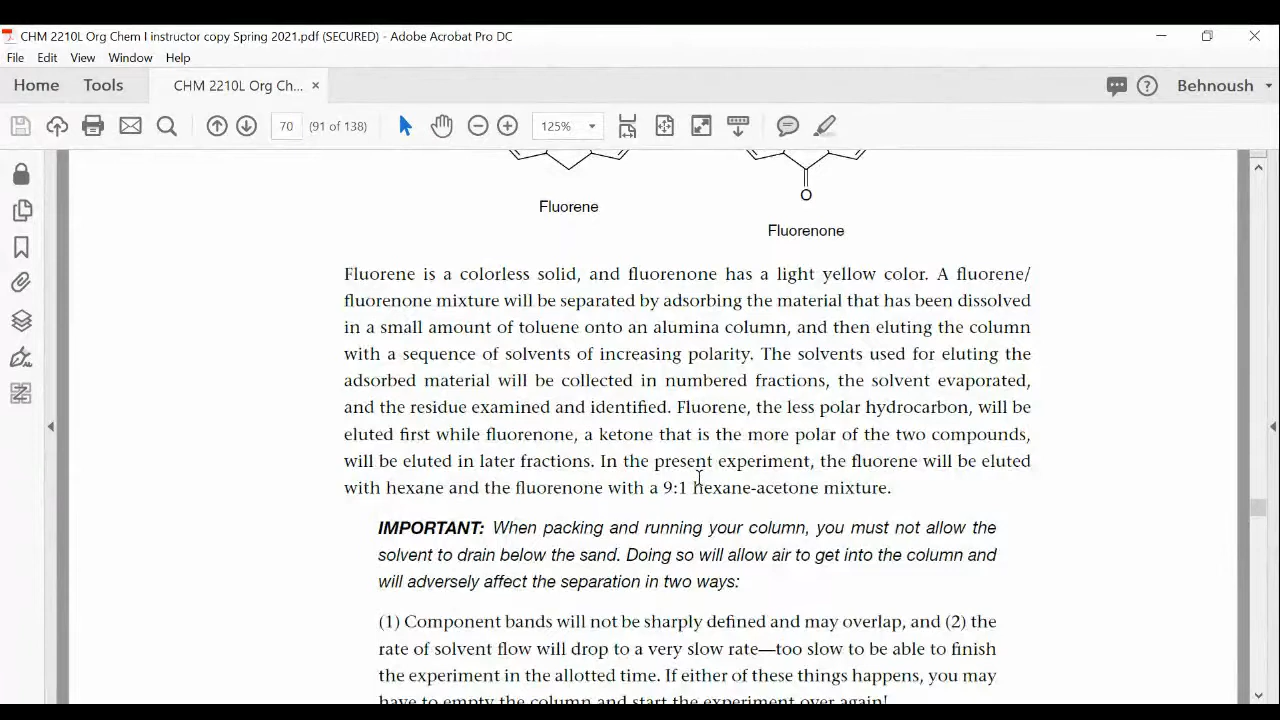 CHM 2210L Org Chem I instructor copy Spring 2021.pdf (SECURED) - Adobe Acrobat Pro DC
File Edit View Window Help
Home Tools CHM 2210L Org Ch... × Behnoush
70 (91 of 138) 125%
O
Fluorene
Fluorenone
Fluorene is a colorless solid, and fluorenone has a light yellow color. A fluorene/
fluorenone mixture will be separated by adsorbing the material that has been dissolved
in a small amount of toluene onto an alumina column, and then eluting the column
with a sequence of solvents of increasing polarity. The solvents used for eluting the
adsorbed material will be collected in numbered fractions, the solvent evaporated,
and the residue examined and identified. Fluorene, the less polar hydrocarbon, will be
eluted first while fluorenone, a ketone that is the more polar of the two compounds,
will be eluted in later fractions. In the present experiment, the fluorene will be eluted
with hexane and the fluorenone with a 9:1 hexane-acetone mixture.
IMPORTANT: When packing and running your column, you must not allow the
solvent to drain below the sand. Doing so will allow air to get into the column and
will adversely affect the separation in two ways:
(1) Component bands will not be sharply defined and may overlap, and (2) the
rate of solvent flow will drop to a very slow rate—too slow to be able to finish
the experiment in the allotted time. If either of these things happens, you may
have to empty the column and start the experiment over again!